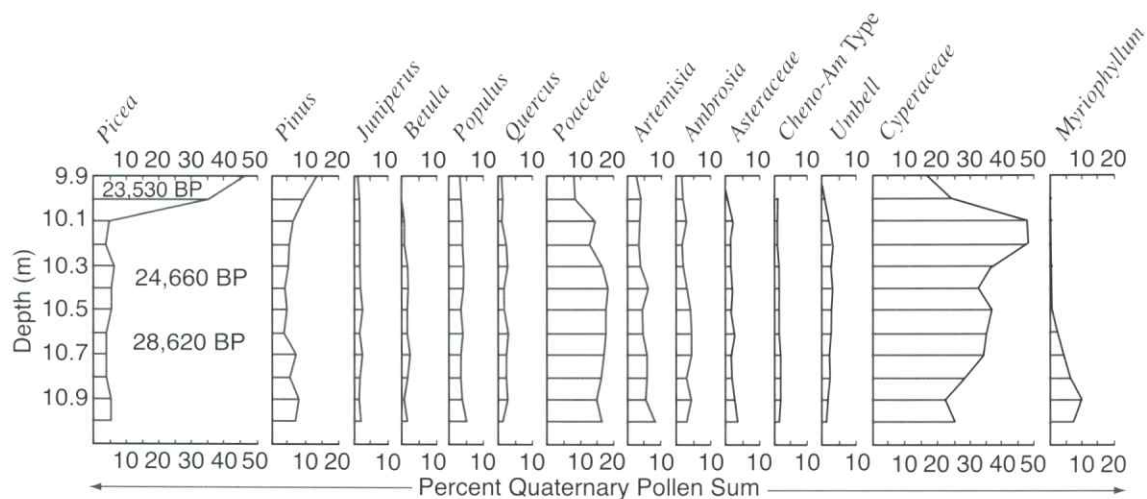 Picea Pinus Juniperus Betula Populus Quercus Poaceae Artemisia Ambrosia Asteraceae Cheno-Am Type Umbell Cyperaceae Myriophyllum
10 20 30 40 50 10 20 10 10 10 10 10 20 10 10 10 10 10 10 20 30 40 50 10 20
9.9
23,530 BP
10.1
10.3
24,660 BP
10.5
28,620 BP
10.7
10.9
Depth (m)
10 20 30 40 50 10 20 10 10 10 10 10 20 10 10 10 10 10 10 20 30 40 50 10 20
Percent Quaternary Pollen Sum